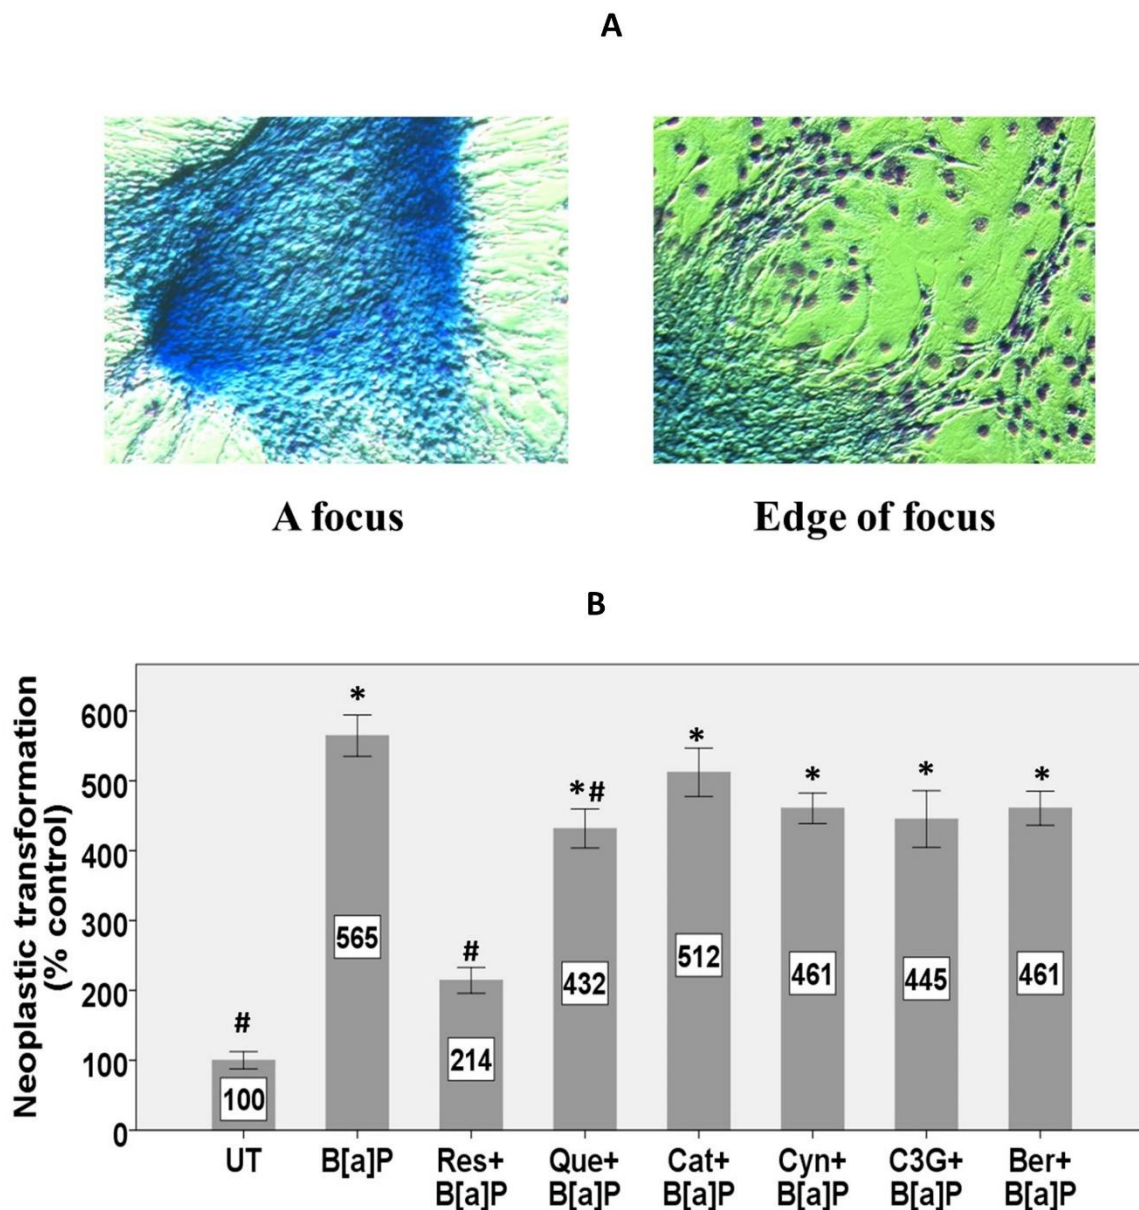 A
A focus
Edge of focus
B
Neoplastic transformation
(% control)
600
500
400
300
200
100
0
#
*
#
*#
*
*
*
*
100
565
214
432
512
461
445
461
UT
B[a]P
Res+
B[a]P
Que+
B[a]P
Cat+
B[a]P
Cyn+
B[a]P
C3G+
B[a]P
Ber+
B[a]P